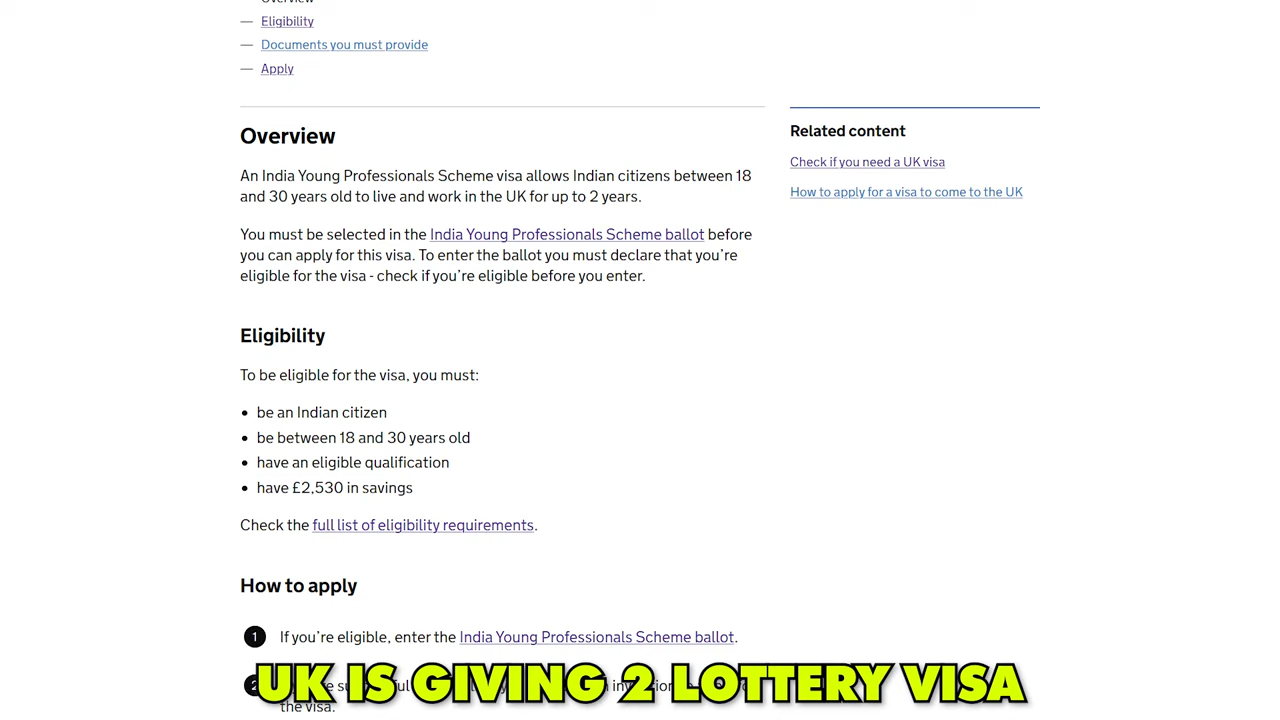 — Eligibility
— Documents you must provide
— Apply
Overview
An India Young Professionals Scheme visa allows Indian citizens between 18
and 30 years old to live and work in the UK for up to 2 years.
You must be selected in the India Young Professionals Scheme ballot before
you can apply for this visa. To enter the ballot you must declare that you’re
eligible for the visa - check if you’re eligible before you enter.
Eligibility
To be eligible for the visa, you must:
• be an Indian citizen
• be between 18 and 30 years old
• have an eligible qualification
• have £2,530 in savings
Check the full list of eligibility requirements.
How to apply
1 If you’re eligible, enter the India Young Professionals Scheme ballot.
2
the visa.
Related content
Check if you need a UK visa
How to apply for a visa to come to the UK
UK IS GIVING 2 LOTTERY VISA